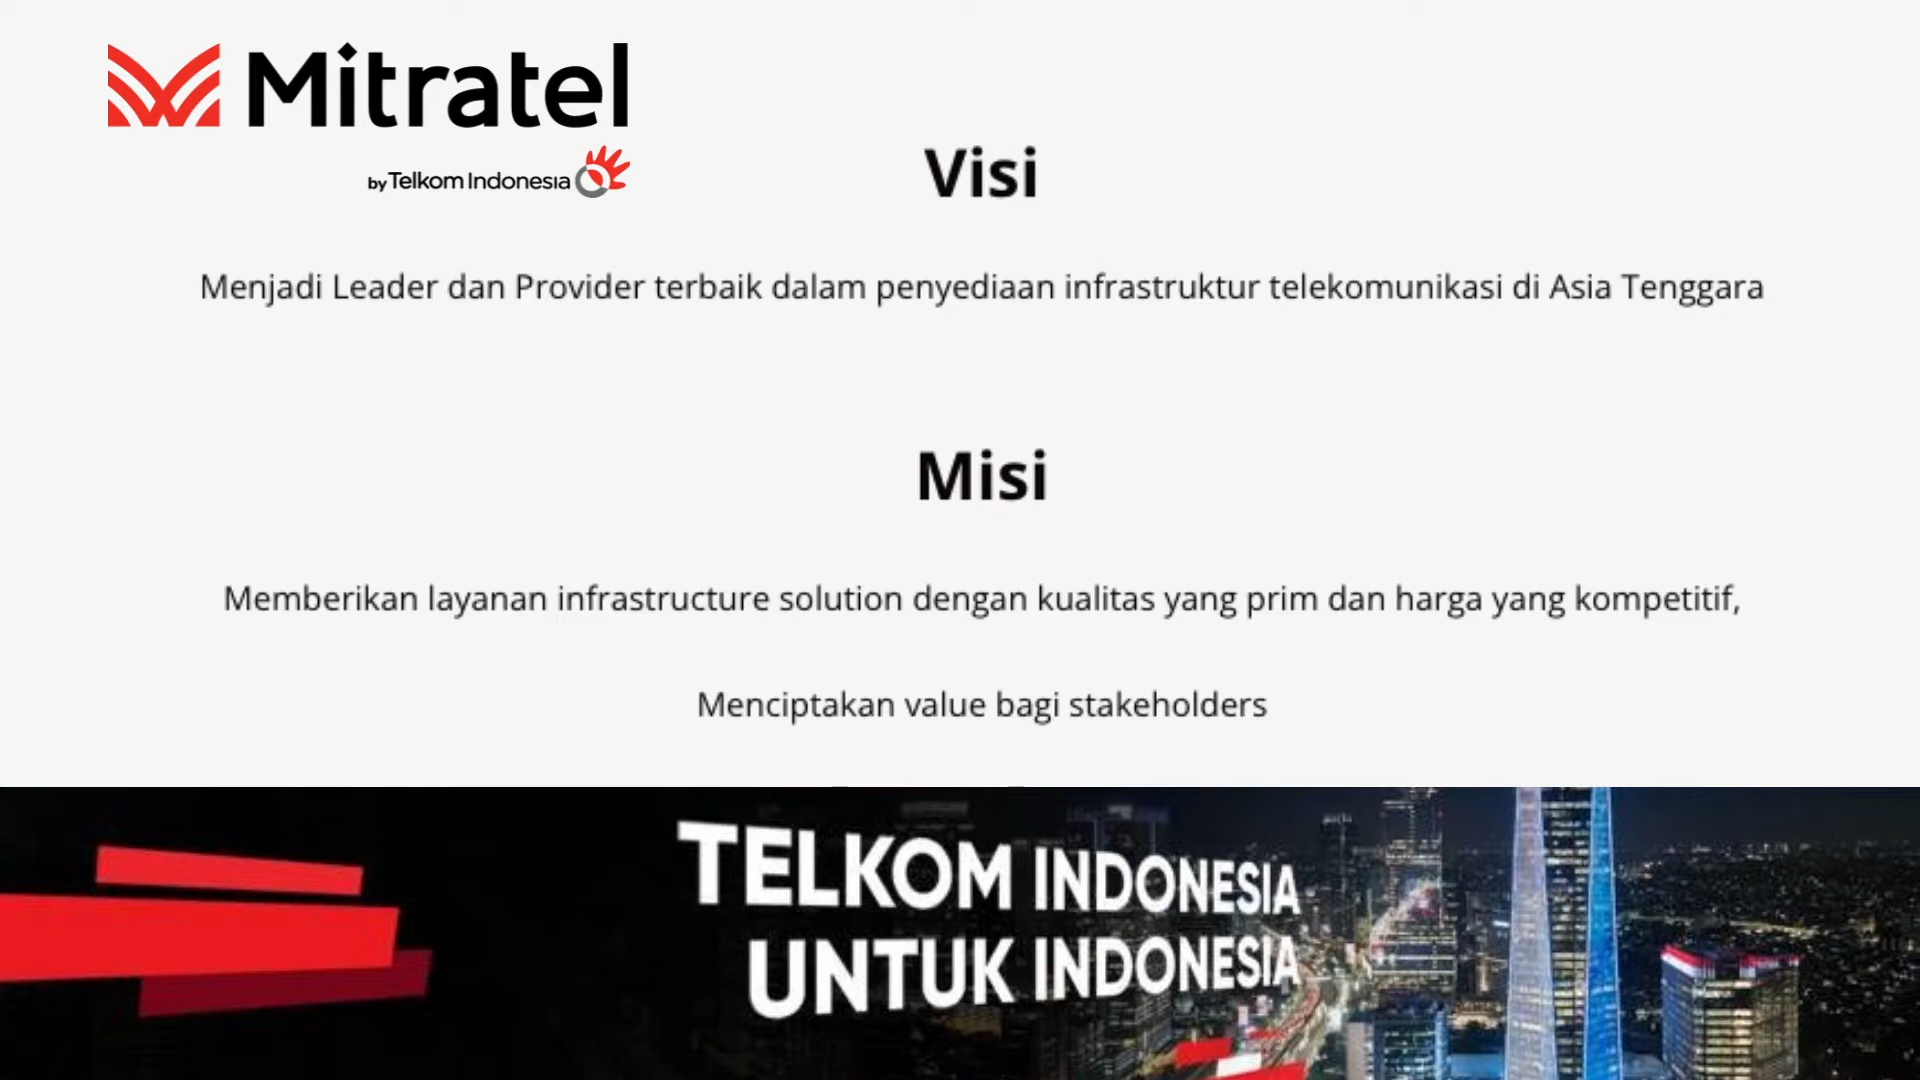 Mitratel
by Telkom Indonesia
Visi
Menjadi Leader dan Provider terbaik dalam penyediaan infrastruktur telekomunikasi di Asia Tenggara
Misi
Memberikan layanan infrastructure solution dengan kualitas yang prim dan harga yang kompetitif,
Menciptakan value bagi stakeholders
TELKOM INDONESIA
UNTUK INDONESIA